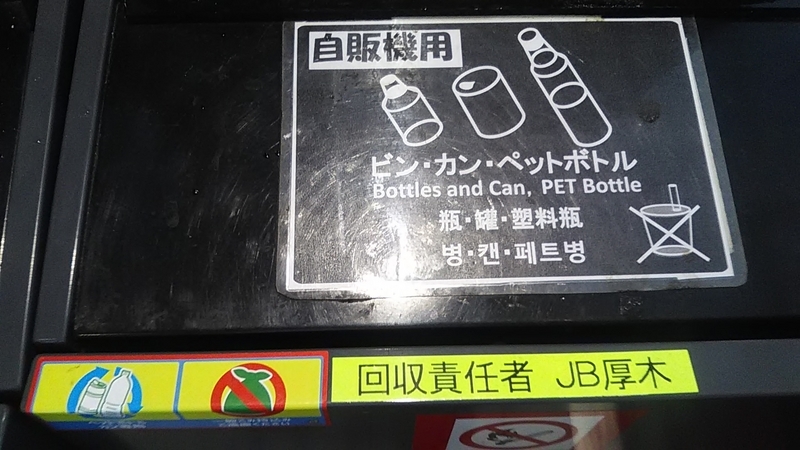 自販機用
ビン・カン・ペットボトル
Bottles and Can, PET Bottle
瓶・罐・塑料瓶
병・캔・페트병
回収責任者 JB厚木